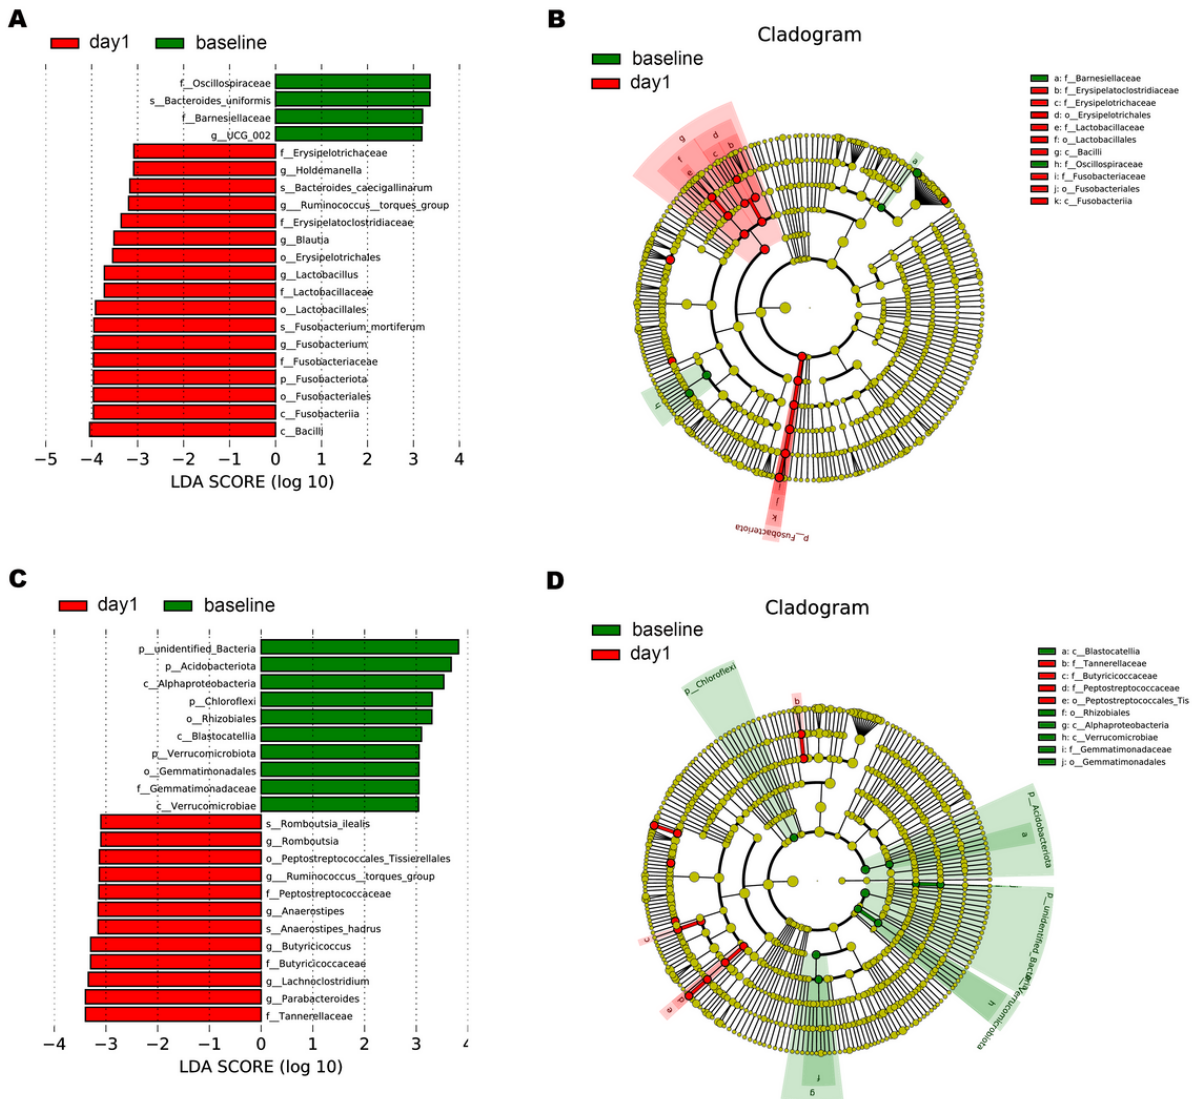 A
day1 baseline
f__Oscillospiraceae
s__Bacteroides_uniformis
f__Barnesiellaceae
g__UCG_002
f__Erysipelotrichaceae
g__Holdemanella
s__Bacteroides_caecigallinarum
g___Ruminococcus__torques_group
f__Erysipelatoclostridiaceae
g__Blautia
o__Erysipelotrichales
g__Lactobacillus
f__Lactobacillaceae
o__Lactobacillales
s__Fusobacterium_mortiferum
g__Fusobacterium
f__Fusobacteriaceae
p__Fusobacteriota
o__Fusobacteriales
c__Fusobacteriia
c__Bacilli
−5 −4 −3 −2 −1 0 1 2 3 4
LDA SCORE (log 10)
B
Cladogram
baseline
day1
a: f__Barnesiellaceae
b: f__Erysipelatoclostridiaceae
c: f__Erysipelotrichaceae
d: o__Erysipelotrichales
e: f__Lactobacillaceae
f: o__Lactobacillales
g: c__Bacilli
h: f__Oscillospiraceae
i: f__Fusobacteriaceae
j: o__Fusobacteriales
k: c__Fusobacteriia
g
d
f
c
b
e
a
h
j
k
p__Fusobacteriota
C
day1 baseline
p__unidentified_Bacteria
p__Acidobacteriota
c__Alphaproteobacteria
p__Chloroflexi
o__Rhizobiales
c__Blastocatellia
p__Verrucomicrobiota
o__Gemmatimonadales
f__Gemmatimonadaceae
c__Verrucomicrobiae
s__Romboutsia_ilealis
g__Romboutsia
o__Peptostreptococcales_Tissierellales
g___Ruminococcus__torques_group
f__Peptostreptococcaceae
g__Anaerostipes
s__Anaerostipes_hadrus
g__Butyricicoccus
f__Butyricicoccaceae
g__Lachnoclostridium
g__Parabacteroides
f__Tannerellaceae
−4 −3 −2 −1 0 1 2 3
LDA SCORE (log 10)
D
Cladogram
baseline
day1
a: c__Blastocatellia
b: f__Tannerellaceae
c: f__Butyricicoccaceae
d: f__Peptostreptococcaceae
e: o__Peptostreptococcales_Tis
f: o__Rhizobiales
g: c__Alphaproteobacteria
h: c__Verrucomicrobiae
i: f__Gemmatimonadaceae
j: o__Gemmatimonadales
p__Chloroflexi
b
p__Acidobacteriota
a
p__unidentified_Bacteria
p__Verrucomicrobiota
h
c
d
e
f
g